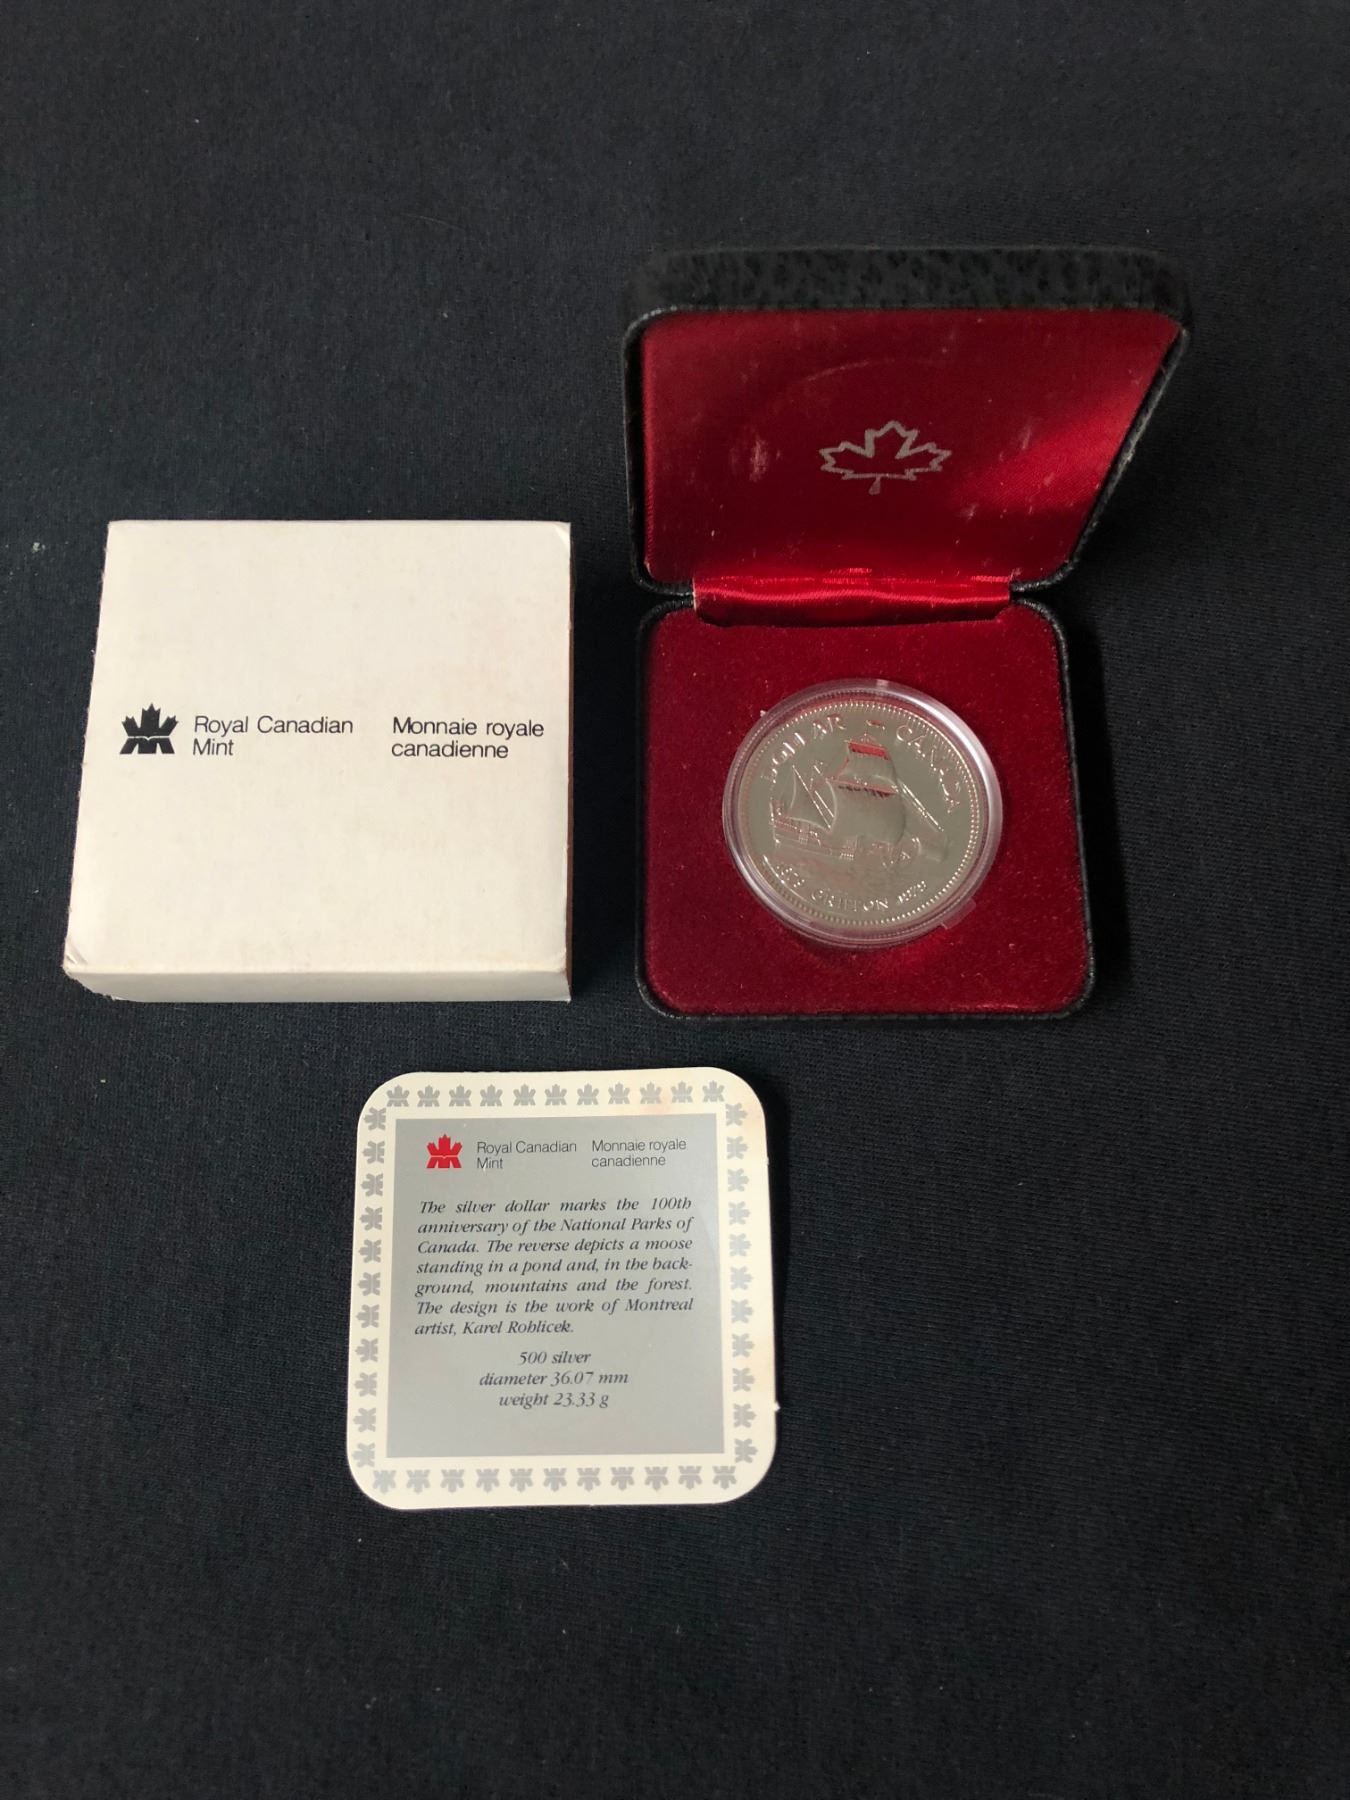 Royal Canadian
Mint
Monnaie royale
canadienne
DOLLAR - CANADA
GRIFFON 1979
Royal Canadian
Mint
Monnaie royale
canadienne
The silver dollar marks the 100th
anniversary of the National Parks of
Canada. The reverse depicts a moose
standing in a pond and, in the back-
ground, mountains and the forest.
The design is the work of Montreal
artist, Karel Rohlicek.
500 silver
diameter 36.07 mm
weight 23.33 g